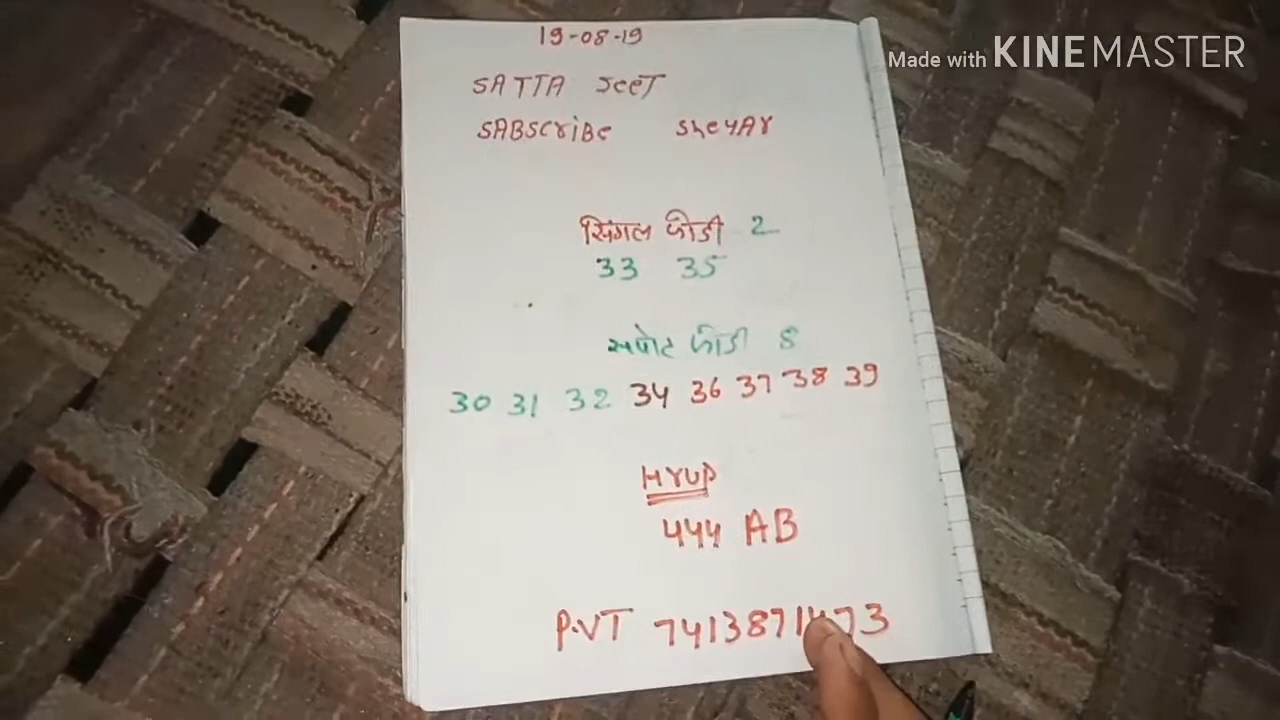 Made with KINEMASTER
19-08-19
SATTA SeeT
SABSCriBe SheyAr
सिंगल जोडी 2
33 35
सपोट जोडी 8
30 31 32 34 36 37 38 39
HYUP
444 AB
P.VT